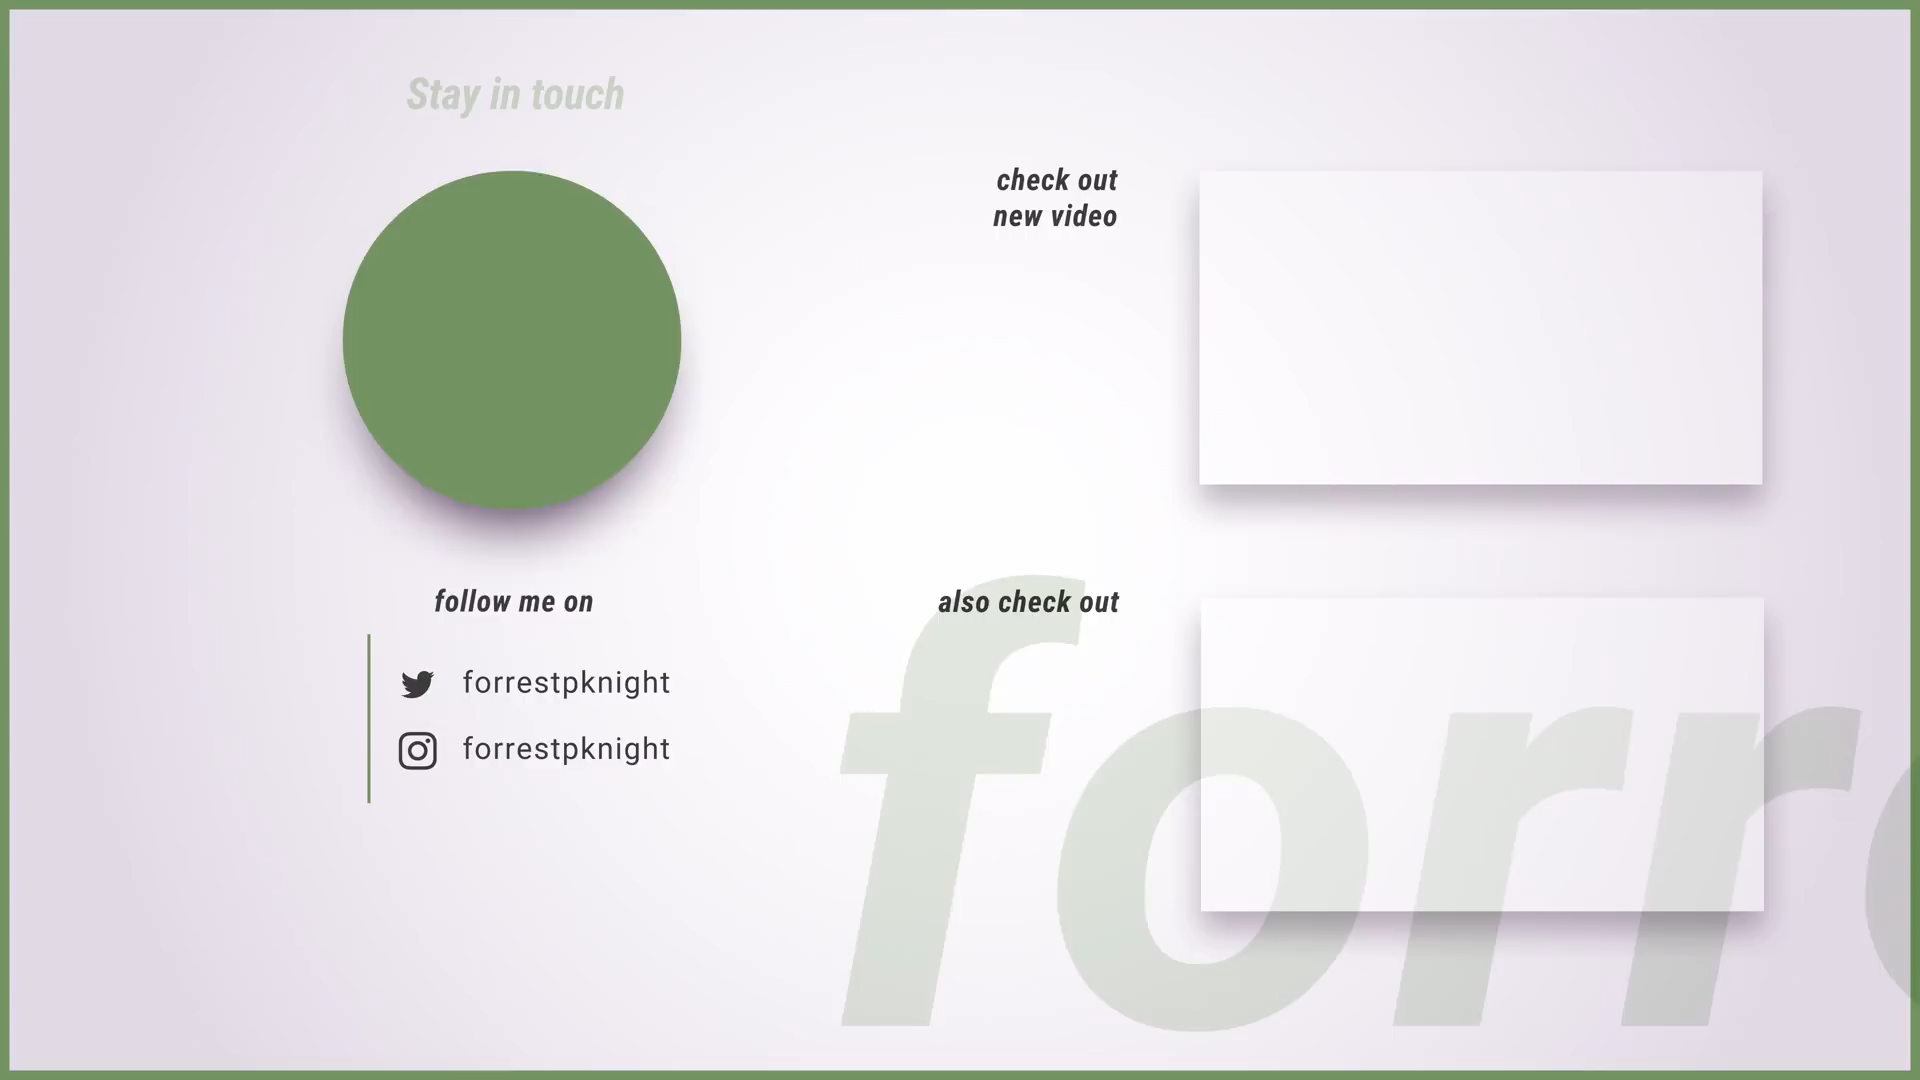 Stay in touch
check out
new video
follow me on
forrestpknight
forrestpknight
also check out
forr